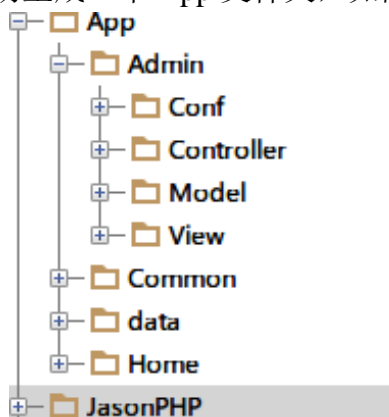 App
Admin
Conf
Controller
Model
View
Common
data
Home
JasonPHP